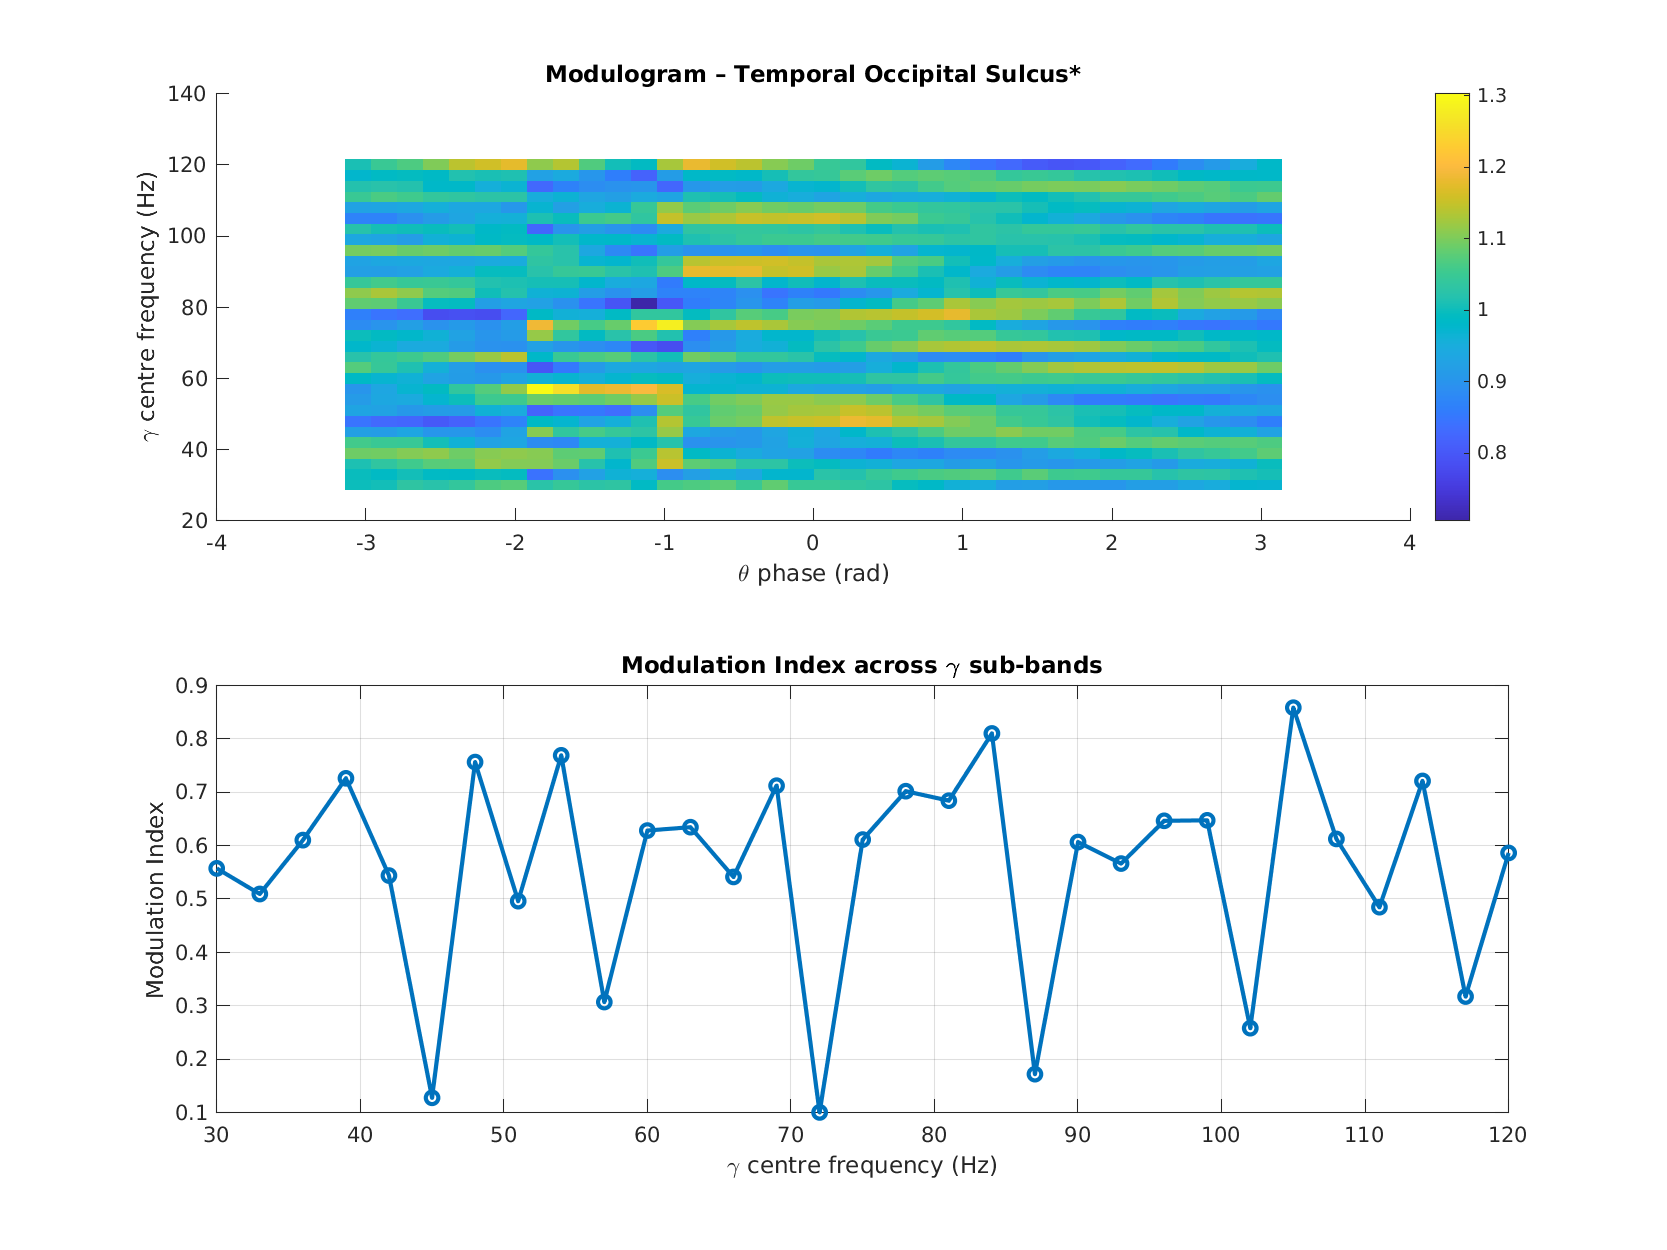 Modulogram – Temporal Occipital Sulcus*
140
120
100
80
60
40
20
γ centre frequency (Hz)
-4 -3 -2 -1 0 1 2 3 4
θ phase (rad)
1.3
1.2
1.1
1
0.9
0.8
Modulation Index across γ sub-bands
0.9
0.8
0.7
0.6
0.5
0.4
0.3
0.2
0.1
Modulation Index
30 40 50 60 70 80 90 100 110 120
γ centre frequency (Hz)